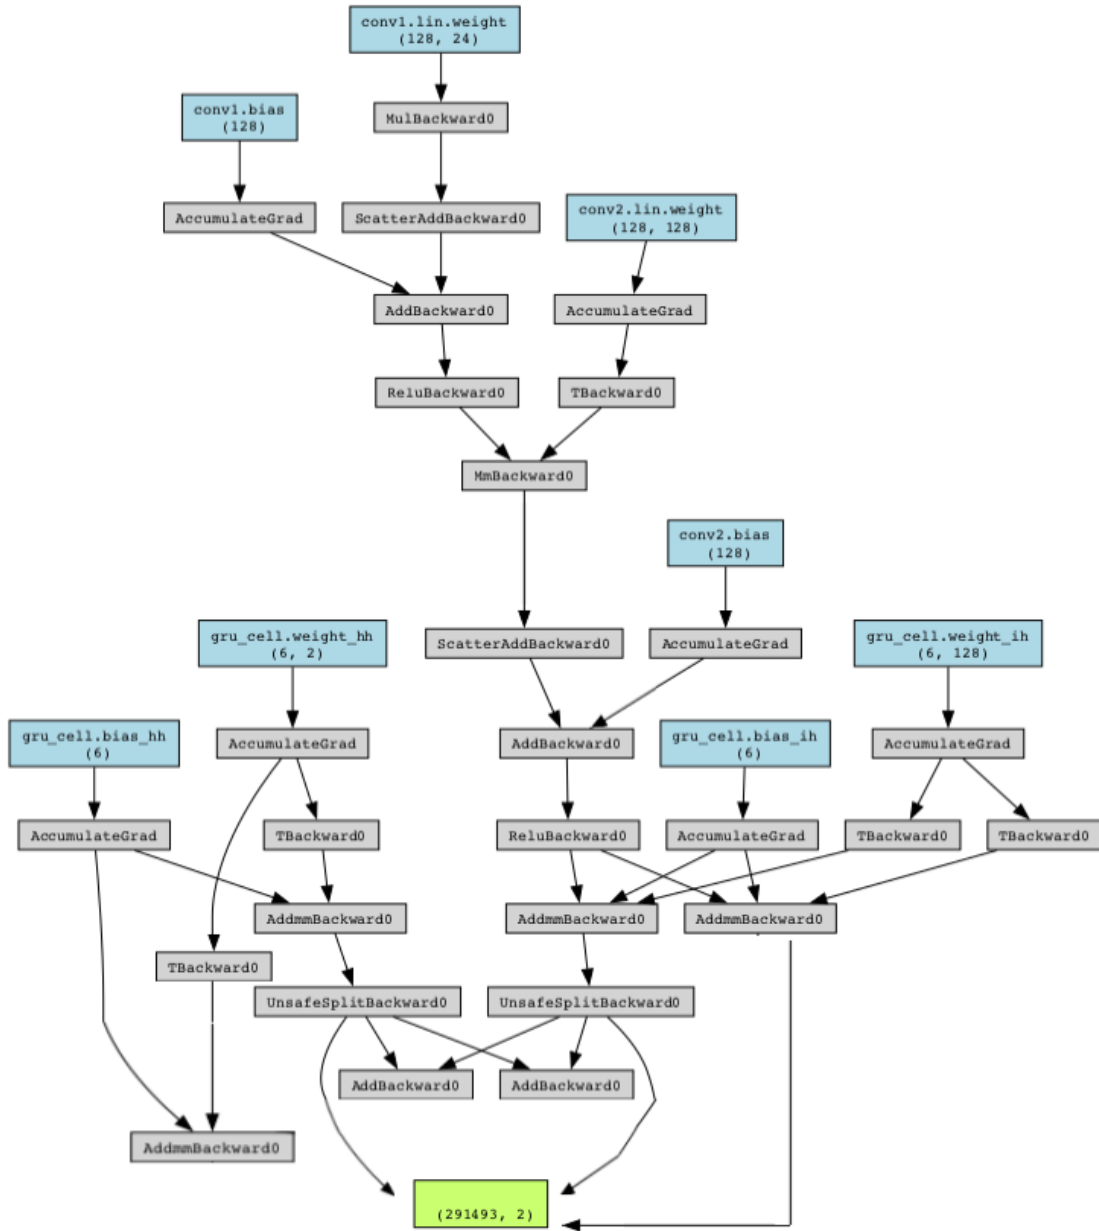 conv1.lin.weight
(128, 24)
conv1.bias
(128)
MulBackward0
AccumulateGrad
ScatterAddBackward0
conv2.lin.weight
(128, 128)
AddBackward0
AccumulateGrad
ReluBackward0
TBackward0
MmBackward0
conv2.bias
(128)
gru_cell.weight_hh
(6, 2)
ScatterAddBackward0
AccumulateGrad
gru_cell.weight_ih
(6, 128)
gru_cell.bias_hh
(6)
AccumulateGrad
AddBackward0
gru_cell.bias_ih
(6)
AccumulateGrad
AccumulateGrad
TBackward0
ReluBackward0
AccumulateGrad
TBackward0
TBackward0
AddmmBackward0
AddmmBackward0
AddmmBackward0
TBackward0
UnsafeSplitBackward0
UnsafeSplitBackward0
AddBackward0
AddBackward0
AddmmBackward0
(291493, 2)